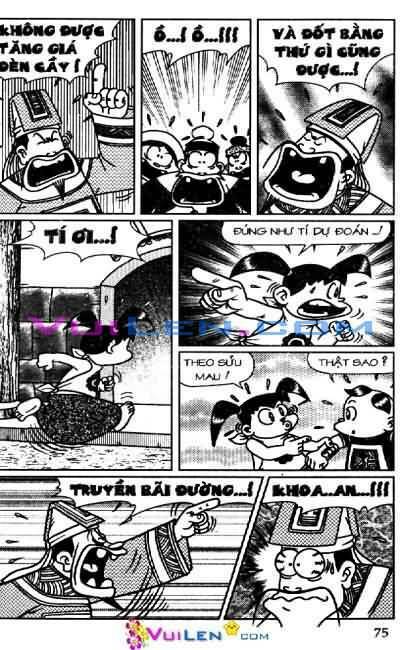 KHÔNG ĐƯỢC
TĂNG GIÁ
ĐÈN CẦY!
Ồ...! Ồ...!!!
VÀ ĐỐT BẰNG
THỨ GÌ CŨNG
ĐƯỢC...!
TÍ ƠI...!
ĐÚNG NHƯ TÍ DỰ ĐOÁN...!
VUILEN.COM
THEO SỬU
MAU!
THẬT SAO?
TRUYỀN BÃI ĐƯỜNG...!
KHOA..AN...!!!
75
VUILEN.COM